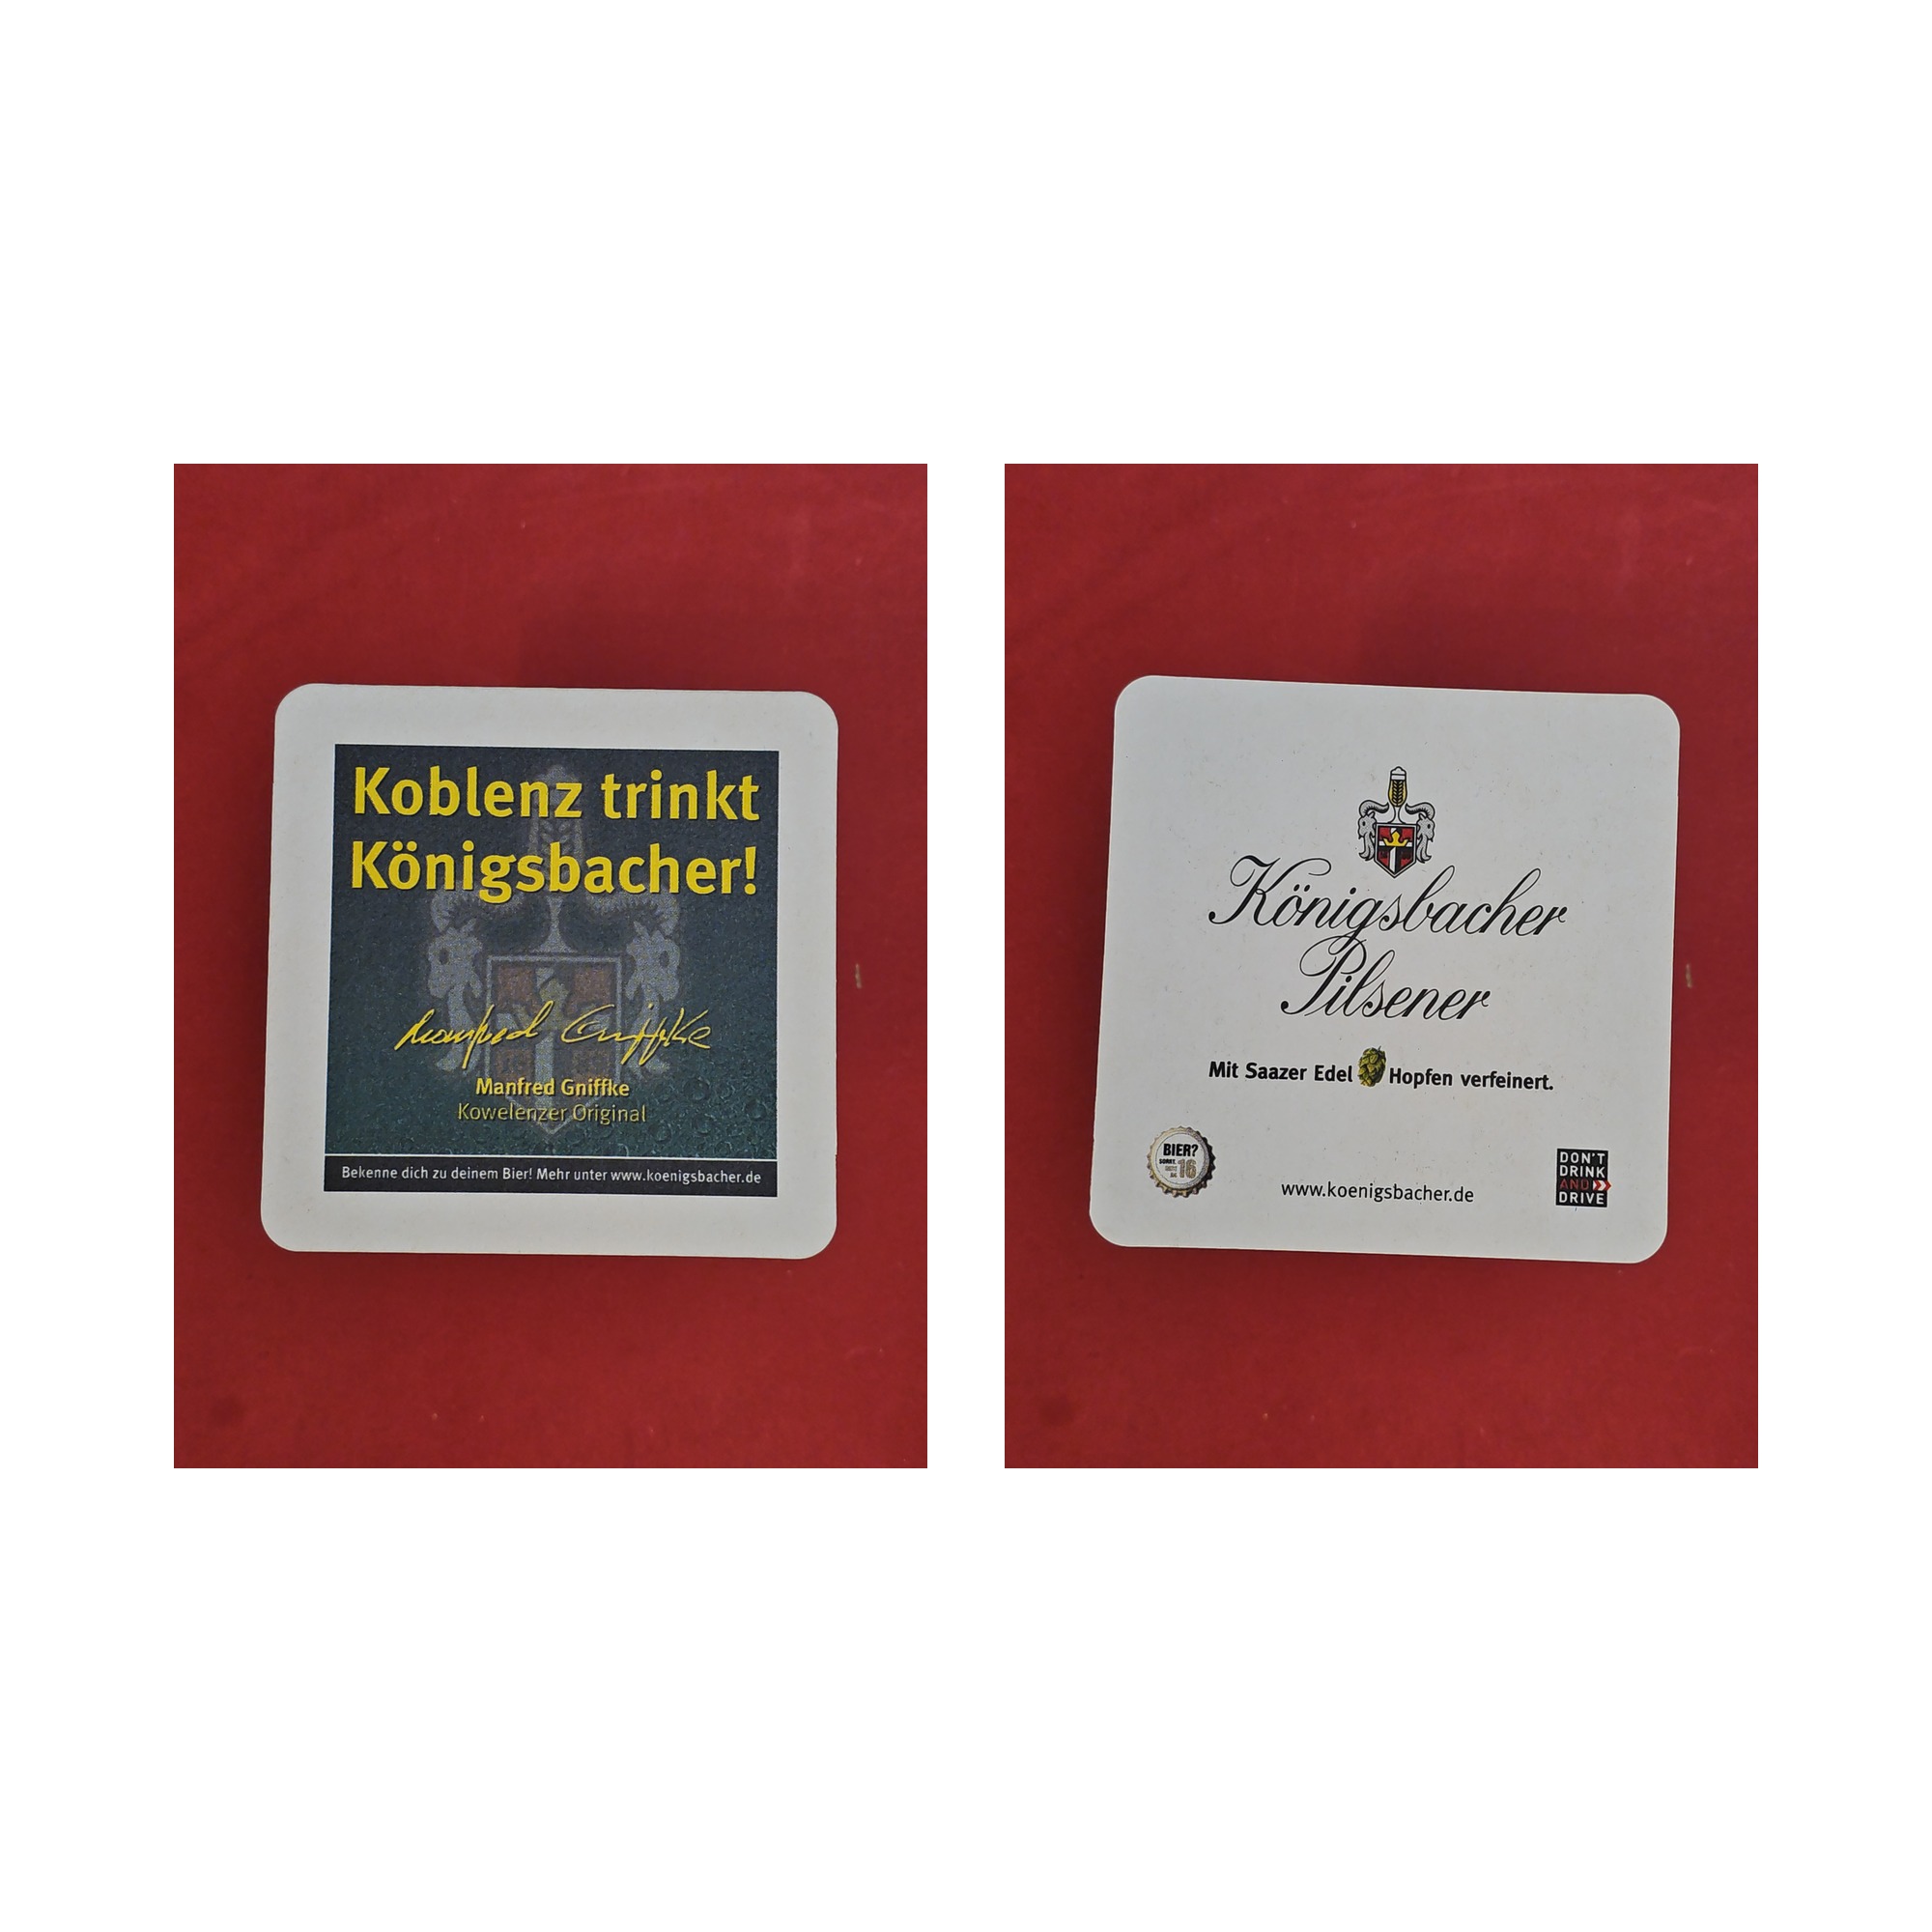 Koblenz trinkt
Königsbacher!
Manfred Gniffke
Manfred Gniffke
Kowelenzer Original
Bekenne dich zu deinem Bier! Mehr unter www.koenigsbacher.de
Königsbacher
Pilsener
Mit Saazer Edel Hopfen verfeinert.
BIER?
SORRY.
16
www.koenigsbacher.de
DON'T
DRINK
AND
DRIVE